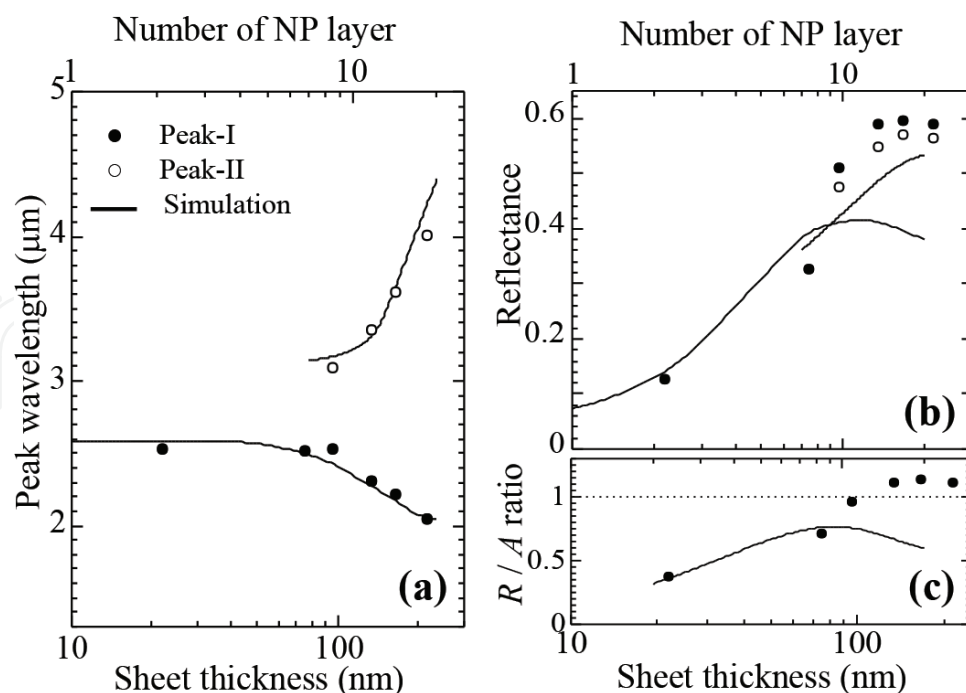 Number of NP layer
1 10
5
4
3
2
Peak wavelength (μm)
Peak-I
Peak-II
Simulation
(a)
10 100
Sheet thickness (nm)
Number of NP layer
1 10
0.6
0.4
0.2
0
Reflectance
(b)
1
0.5
0
R / A ratio
(c)
10 100
Sheet thickness (nm)